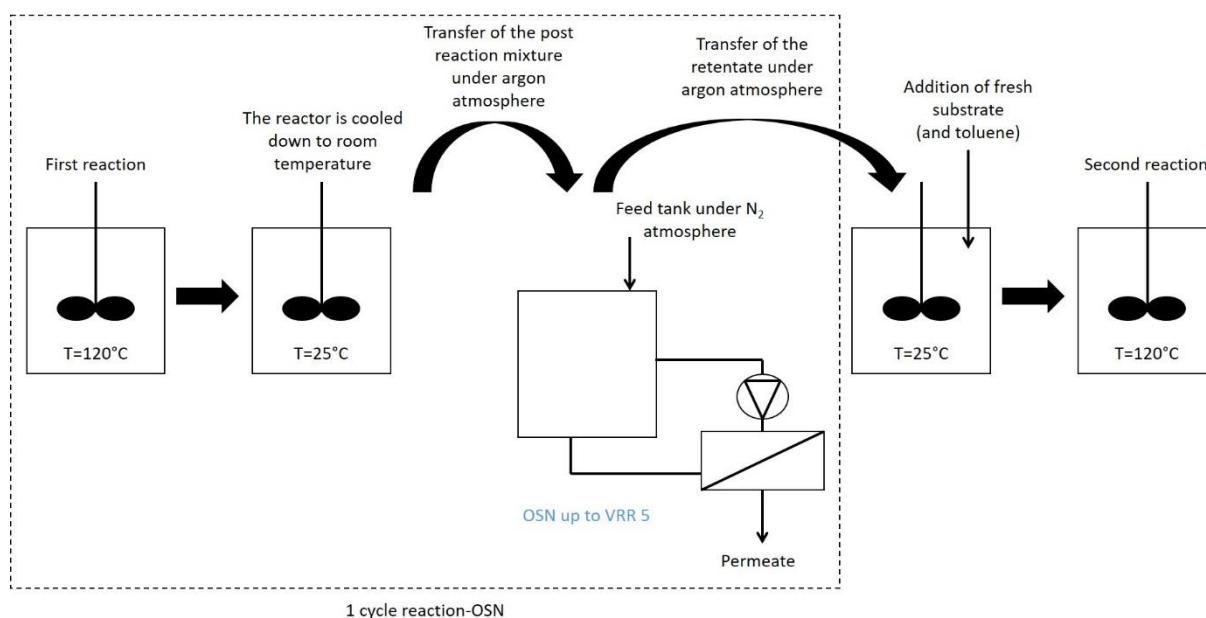 First reaction
The reactor is cooled
down to room
temperature
Transfer of the post
reaction mixture
under argon
atmosphere
Transfer of the
retentate under
argon atmosphere
Addition of fresh
substrate
(and toluene)
Second reaction
Feed tank under N₂
atmosphere
T=120°C
T=25°C
T=25°C
T=120°C
OSN up to VRR 5
Permeate
1 cycle reaction-OSN